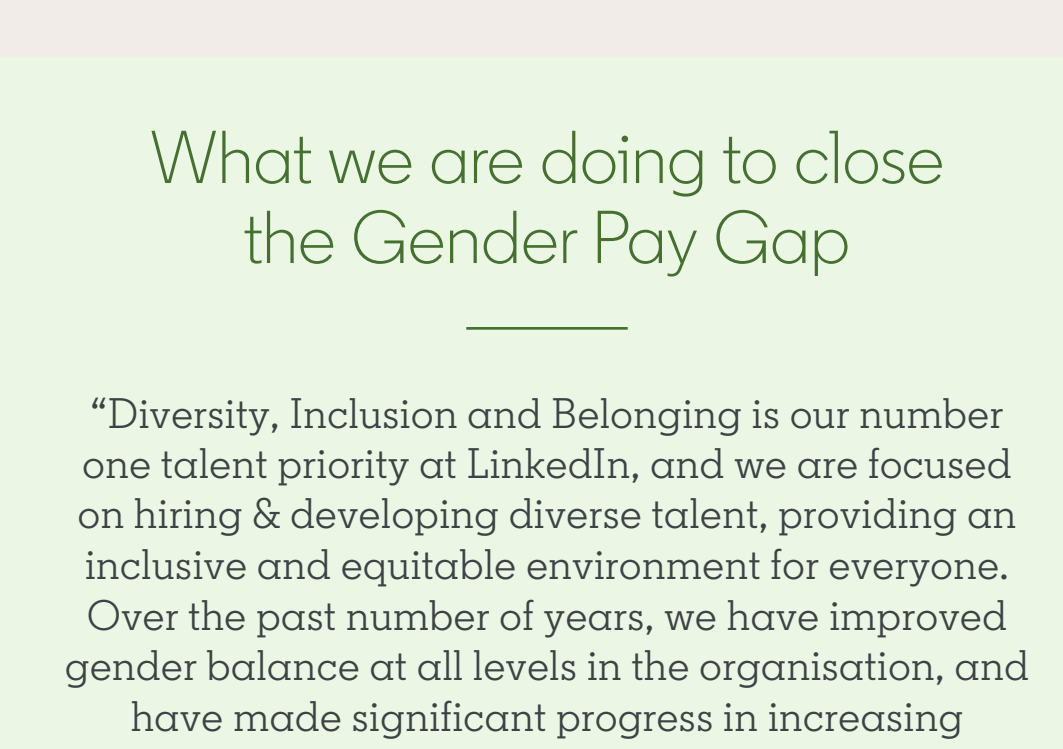 What we are doing to close
the Gender Pay Gap
“Diversity, Inclusion and Belonging is our number
one talent priority at LinkedIn, and we are focused
on hiring & developing diverse talent, providing an
inclusive and equitable environment for everyone.
Over the past number of years, we have improved
gender balance at all levels in the organisation, and
have made significant progress in increasing